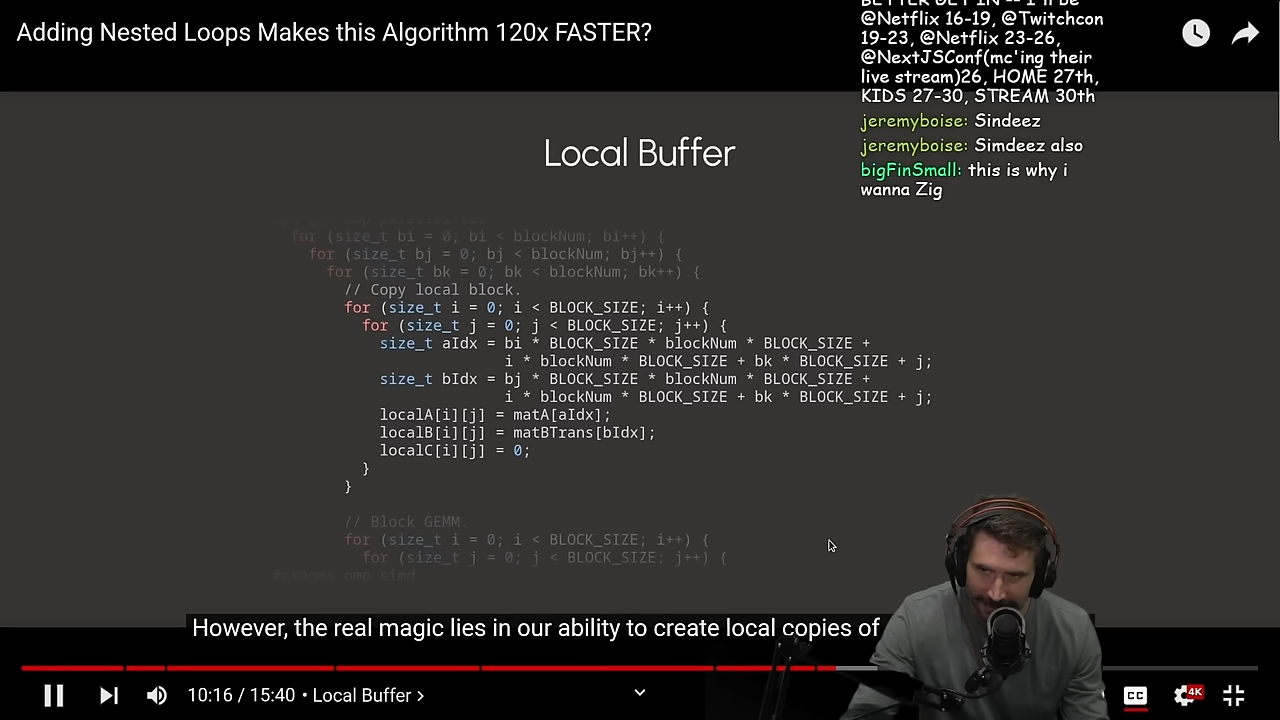 Adding Nested Loops Makes this Algorithm 120x FASTER?
@Netflix 16-19, @Twitchcon
19-23, @Netflix 23-26,
@NextJSConf(mc'ing their
live stream)26, HOME 27th,
KIDS 27-30, STREAM 30th
jeremyboise: Sindeez
jeremyboise: Simdeez also
bigFinSmall: this is why i
wanna Zig
Local Buffer
for (size_t bi = 0; bi < blockNum; bi++) {
for (size_t bj = 0; bj < blockNum; bj++) {
for (size_t bk = 0; bk < blockNum; bk++) {
// Copy local block.
for (size_t i = 0; i < BLOCK_SIZE; i++) {
for (size_t j = 0; j < BLOCK_SIZE; j++) {
size_t aIdx = bi * BLOCK_SIZE * blockNum * BLOCK_SIZE +
i * blockNum * BLOCK_SIZE + bk * BLOCK_SIZE + j;
size_t bIdx = bj * BLOCK_SIZE * blockNum * BLOCK_SIZE +
i * blockNum * BLOCK_SIZE + bk * BLOCK_SIZE + j;
localA[i][j] = matA[aIdx];
localB[i][j] = matBTrans[bIdx];
localC[i][j] = 0;
}
}
// Block GEMM.
for (size_t i = 0; i < BLOCK_SIZE; i++) {
for (size_t j = 0; j < BLOCK_SIZE; j++) {
#pragma omp simd
However, the real magic lies in our ability to create local copies of
10:16 / 15:40 • Local Buffer >
CC
4K